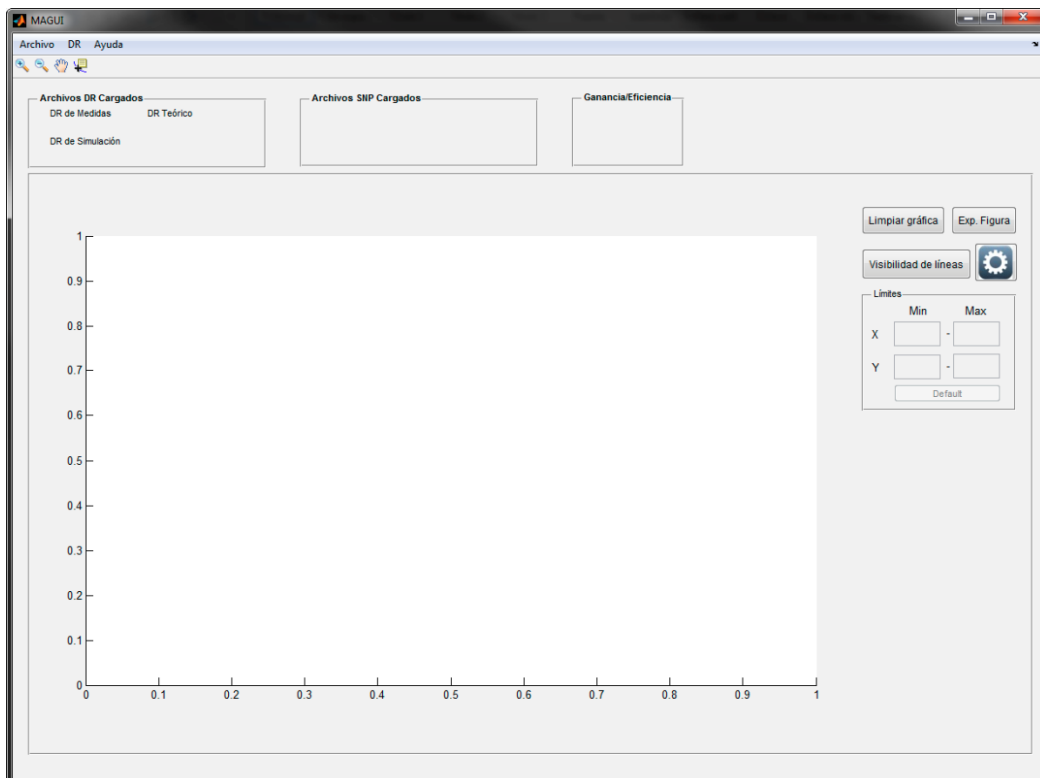 MAGUI
Archivo DR Ayuda
Archivos DR Cargados
DR de Medidas DR Teórico
DR de Simulación
Archivos SNP Cargados
Ganancia/Eficiencia
Limpiar gráfica Exp. Figura
Visibilidad de líneas
Límites
Min Max
X -
Y -
Default
1
0.9
0.8
0.7
0.6
0.5
0.4
0.3
0.2
0.1
0
0 0.1 0.2 0.3 0.4 0.5 0.6 0.7 0.8 0.9 1